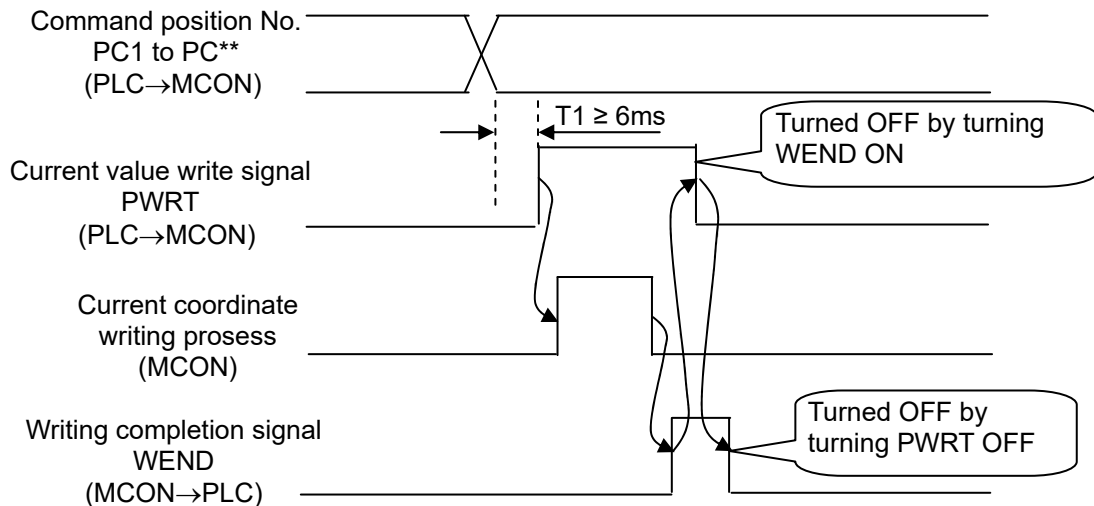 Command position No.
PC1 to PC**
(PLC→MCON)
T1 ≥ 6ms
Turned OFF by turning
WEND ON
Current value write signal
PWRT
(PLC→MCON)
Current coordinate
writing prosess
(MCON)
Turned OFF by
turning PWRT OFF
Writing completion signal
WEND
(MCON→PLC)